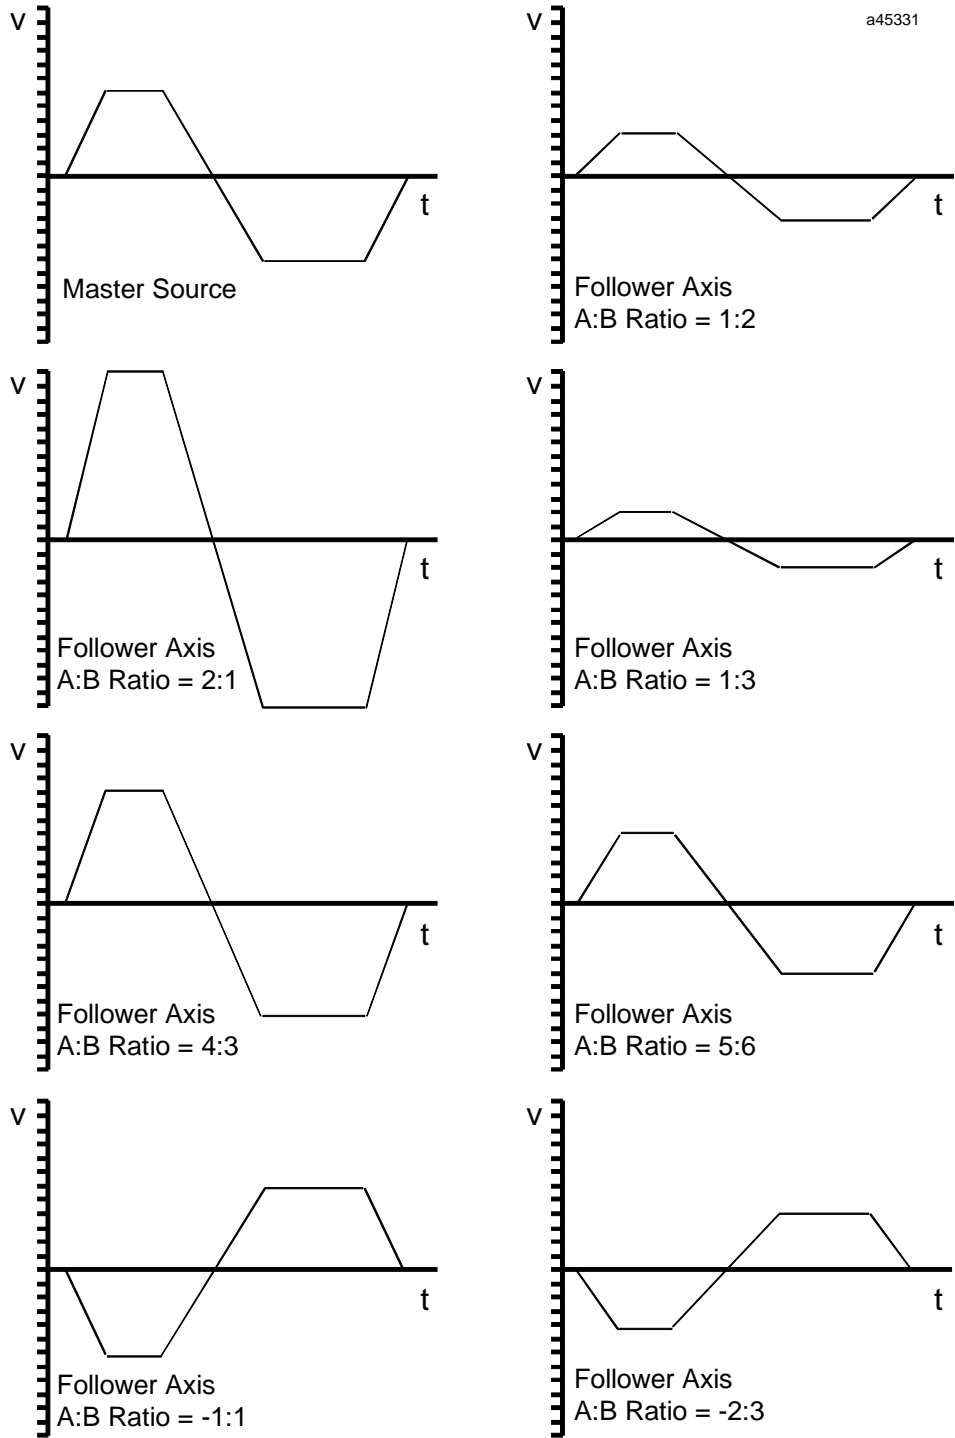 v
v
a45331
t
t
Master Source
Follower Axis
A:B Ratio = 1:2
v
v
t
t
Follower Axis
A:B Ratio = 2:1
Follower Axis
A:B Ratio = 1:3
v
v
t
t
Follower Axis
A:B Ratio = 4:3
Follower Axis
A:B Ratio = 5:6
v
v
t
t
Follower Axis
A:B Ratio = -1:1
Follower Axis
A:B Ratio = -2:3